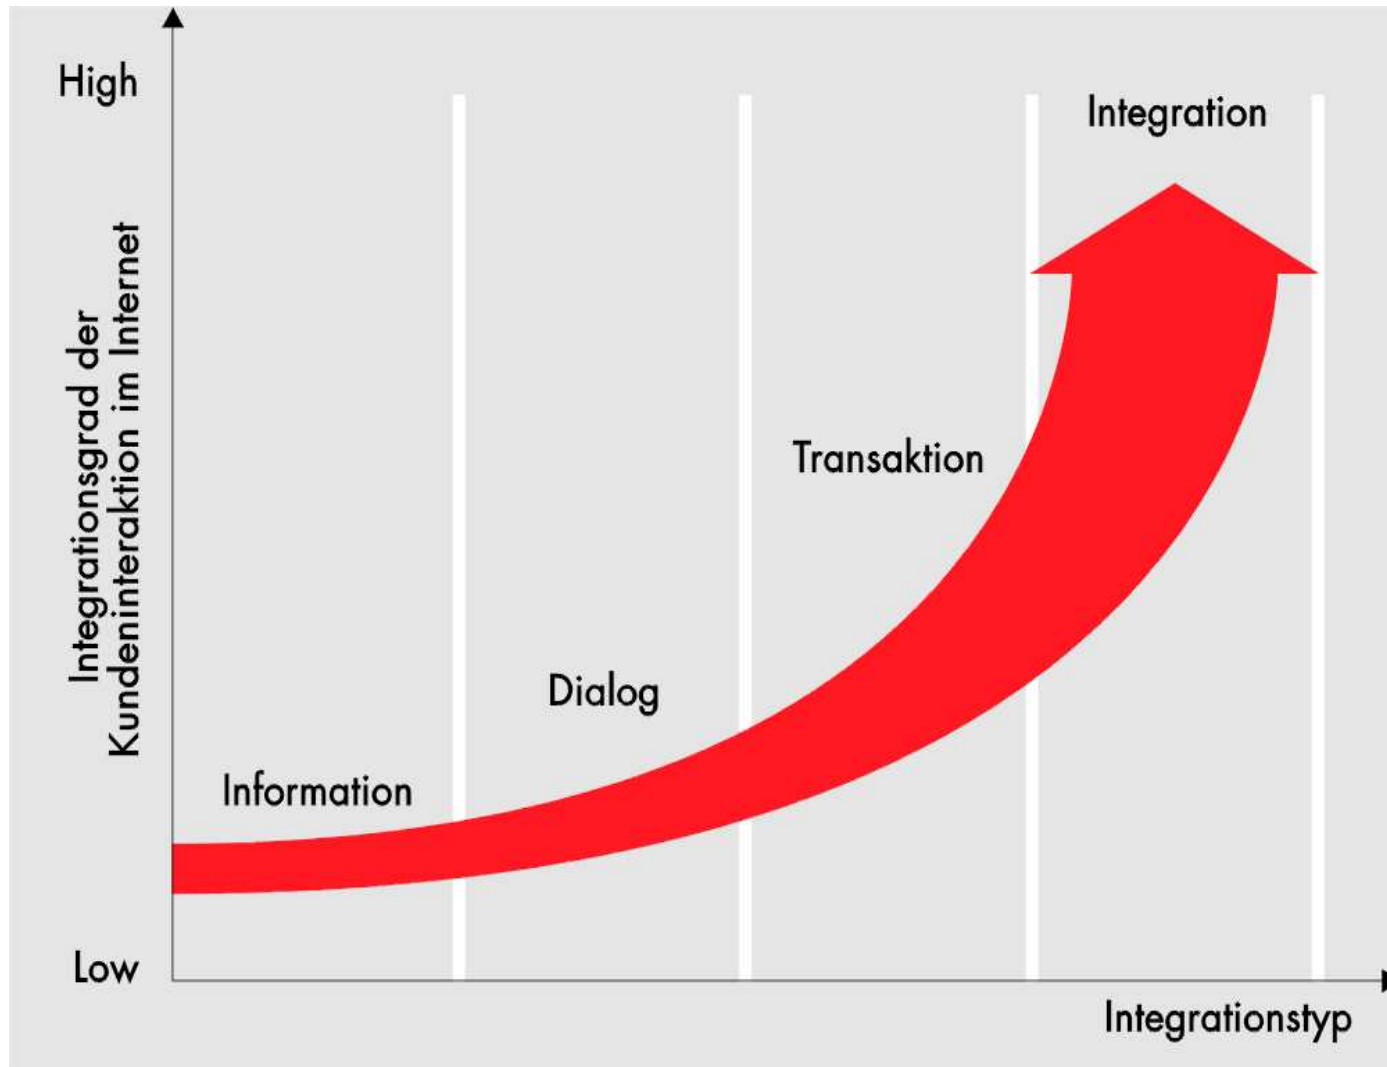 High
Integration
Integrationsgrad der
Kundeninteraktion im Internet
Transaktion
Dialog
Information
Low
Integrationstyp